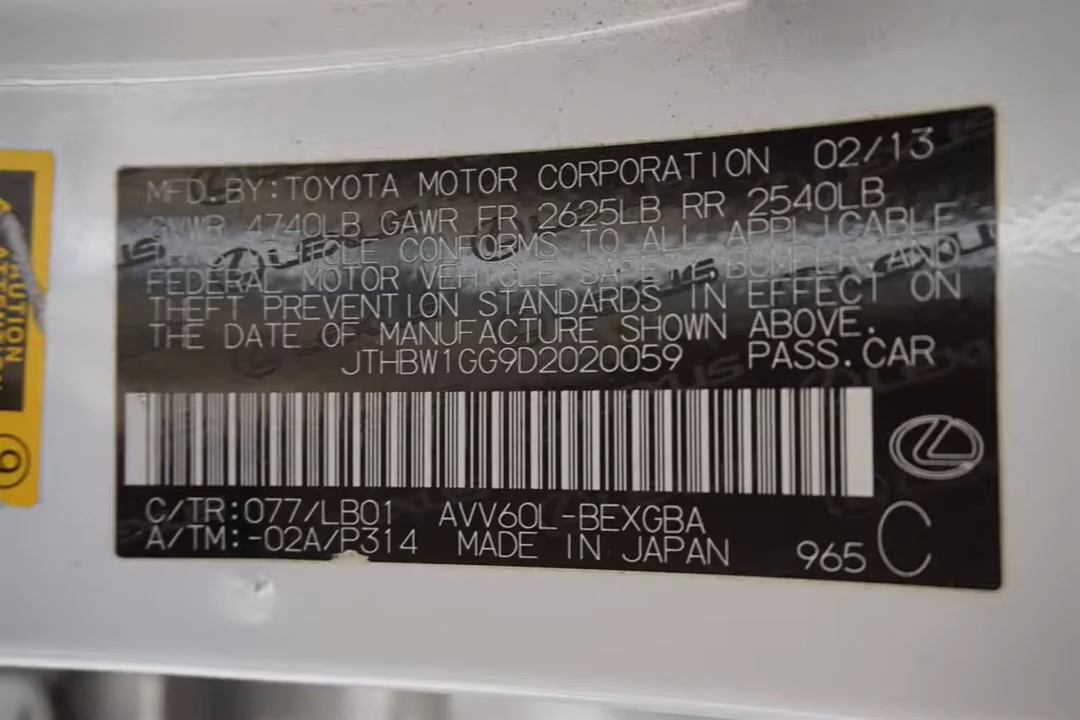 MFD.BY:TOYOTA MOTOR CORPORATION 02/13
GVWR 4740LB GAWR FR 2625LB RR 2540LB
THIS VEHICLE CONFORMS TO ALL APPLICABLE
FEDERAL MOTOR VEHICLE SAFETY BUMPER AND
THEFT PREVENTION STANDARDS IN EFFECT ON
THE DATE OF MANUFACTURE SHOWN ABOVE.
JTHBW1GG9D2020059 PASS.CAR
C/TR:077/LB01 AVV60L-BEXGBA
A/TM:-02A/P314 MADE IN JAPAN 965 C
CAUTION